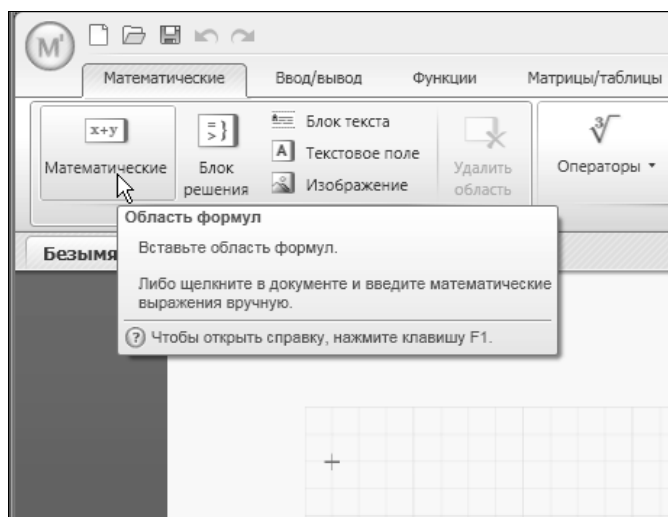 M'
Математические Ввод/вывод Функции Матрицы/таблицы
x+y
Математические
Блок решения
Блок текста
Текстовое поле
Изображение
Удалить область
Операторы
Безымя
Область формул
Вставьте область формул.
Либо щелкните в документе и введите математические
выражения вручную.
Чтобы открыть справку, нажмите клавишу F1.